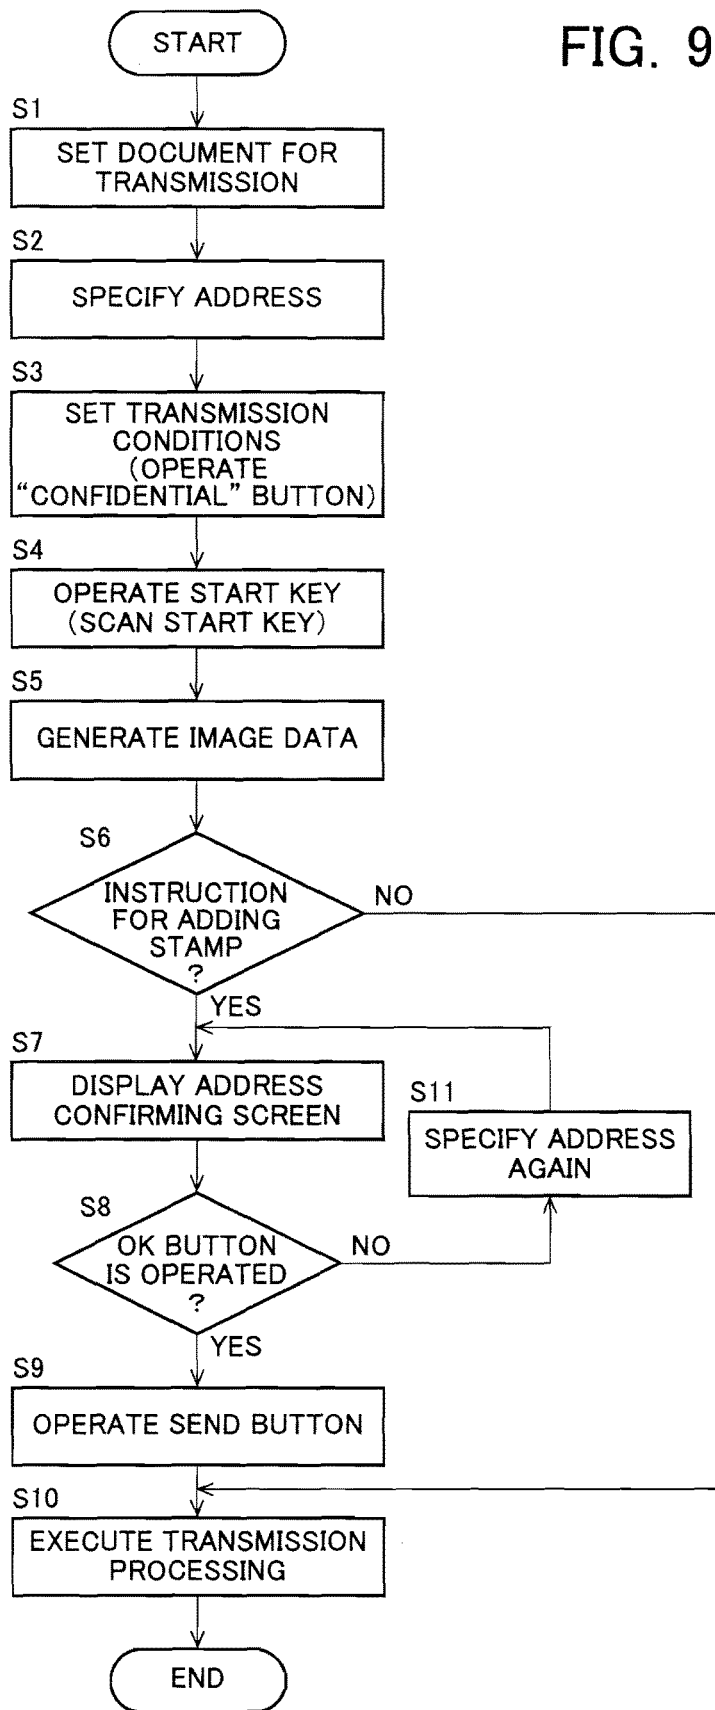 FIG. 9
START
S1
SET DOCUMENT FOR
TRANSMISSION
S2
SPECIFY ADDRESS
S3
SET TRANSMISSION
CONDITIONS
(OPERATE
“CONFIDENTIAL” BUTTON)
S4
OPERATE START KEY
(SCAN START KEY)
S5
GENERATE IMAGE DATA
S6
INSTRUCTION
FOR ADDING
STAMP
?
NO
YES
S7
DISPLAY ADDRESS
CONFIRMING SCREEN
S11
SPECIFY ADDRESS
AGAIN
S8
OK BUTTON
IS OPERATED
?
NO
YES
S9
OPERATE SEND BUTTON
S10
EXECUTE TRANSMISSION
PROCESSING
END